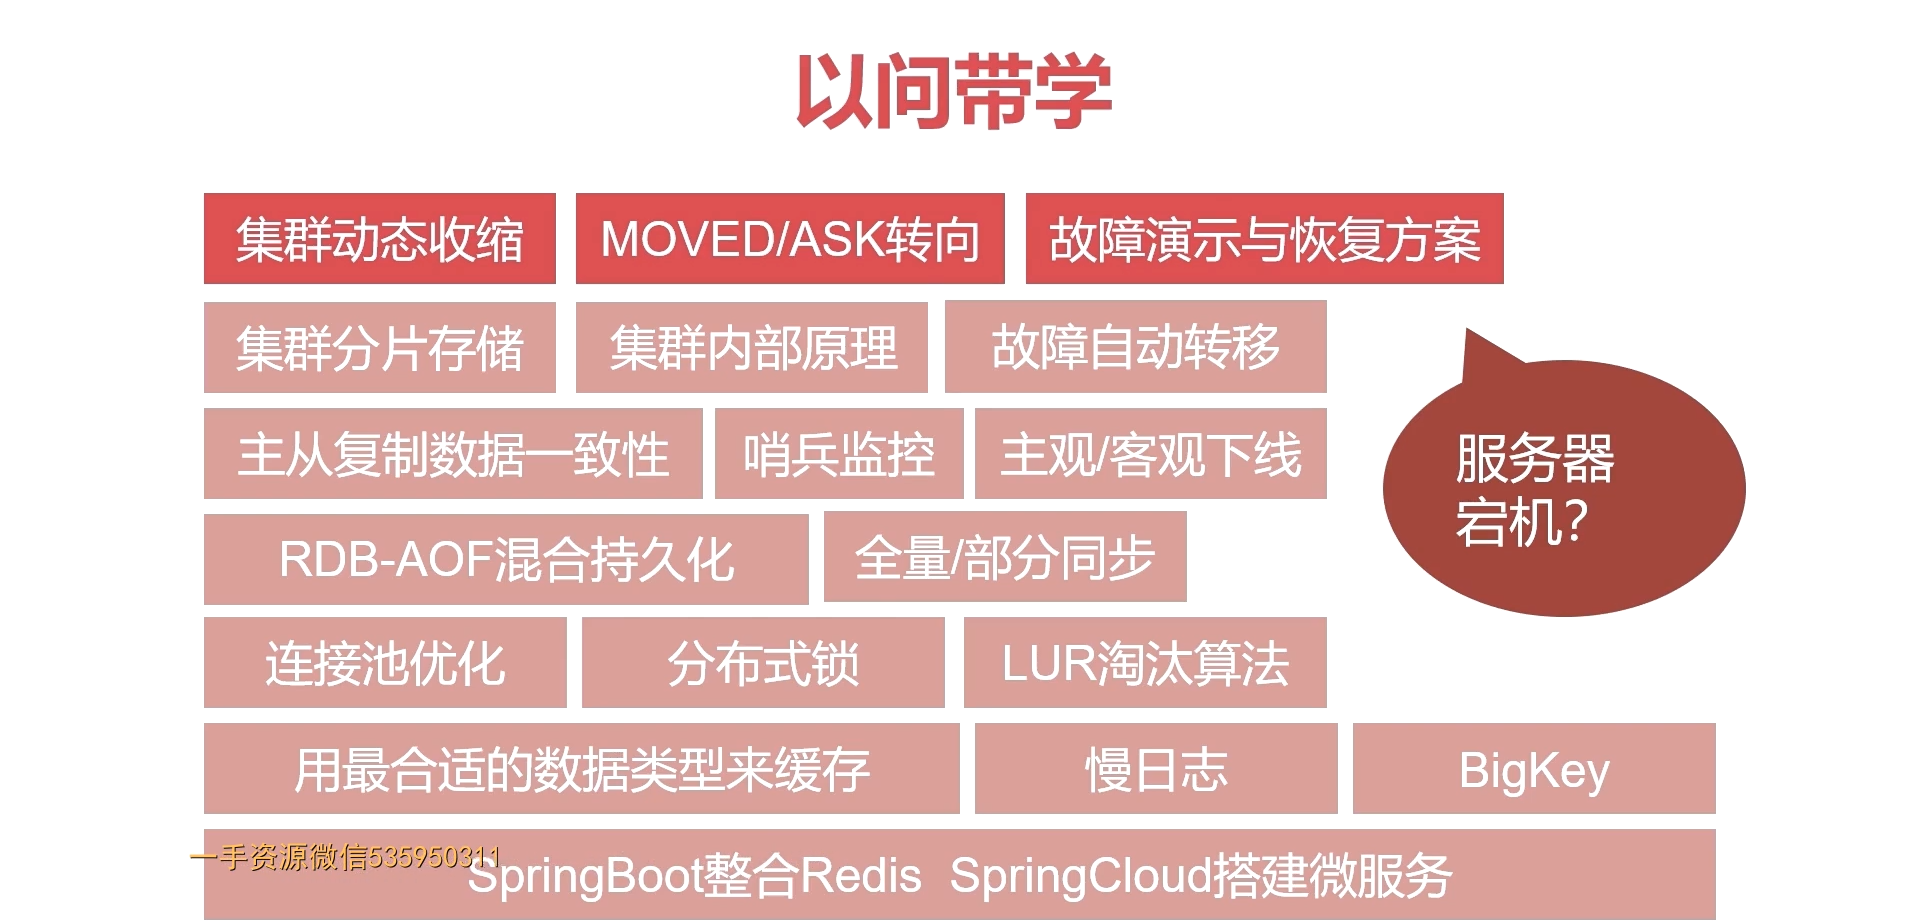 以问带学
集群动态收缩
MOVED/ASK转向
故障演示与恢复方案
集群分片存储
集群内部原理
故障自动转移
主从复制数据一致性
哨兵监控
主观/客观下线
服务器
宕机？
RDB-AOF混合持久化
全量/部分同步
连接池优化
分布式锁
LUR淘汰算法
用最合适的数据类型来缓存
慢日志
BigKey
一手资源微信535950311
SpringBoot整合Redis SpringCloud搭建微服务